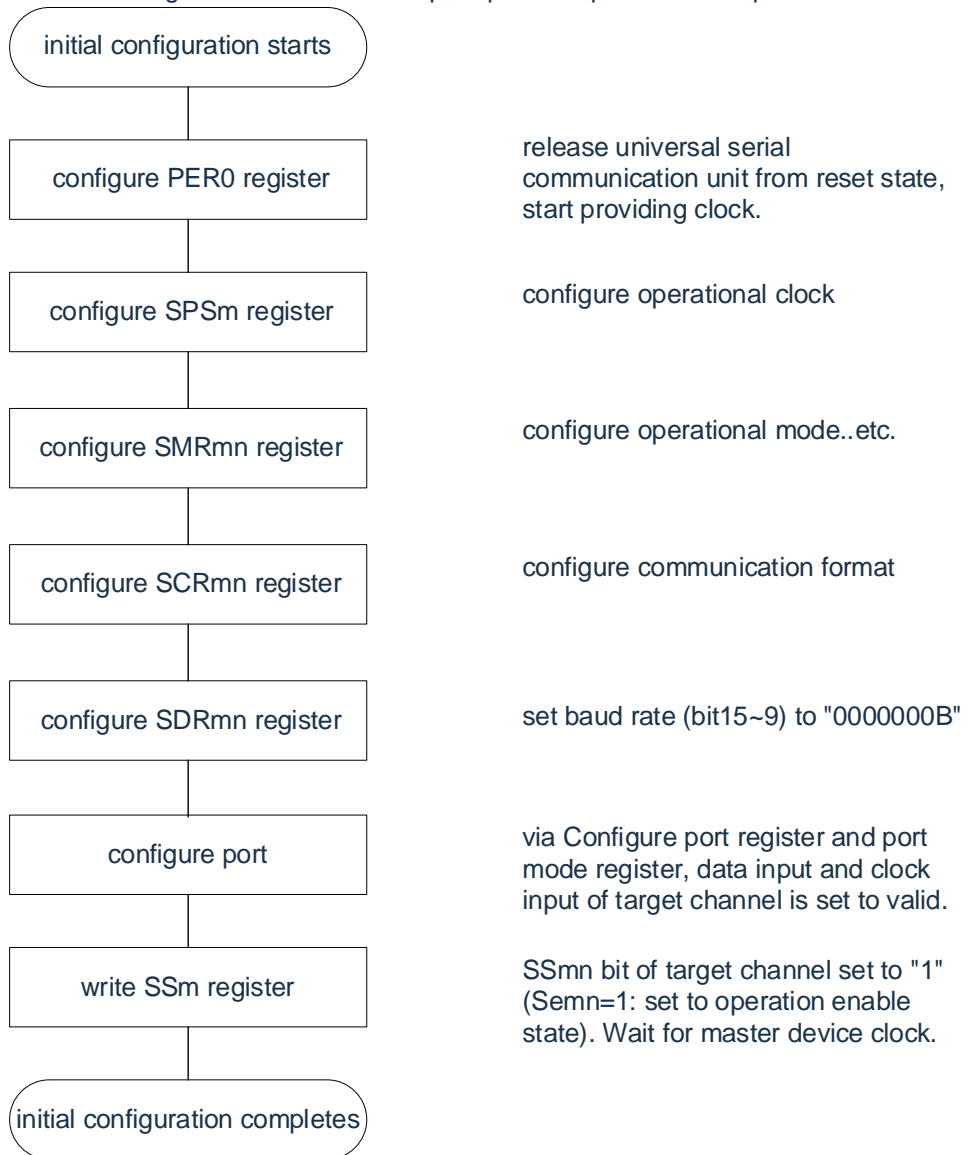 initial configuration starts
configure PER0 register
release universal serial
communication unit from reset state,
start providing clock.
configure SPSm register
configure operational clock
configure SMRmn register
configure operational mode..etc.
configure SCRmn register
configure communication format
configure SDRmn register
set baud rate (bit15~9) to "0000000B"
configure port
via Configure port register and port
mode register, data input and clock
input of target channel is set to valid.
write SSm register
SSmn bit of target channel set to "1"
(Semn=1: set to operation enable
state). Wait for master device clock.
initial configuration completes